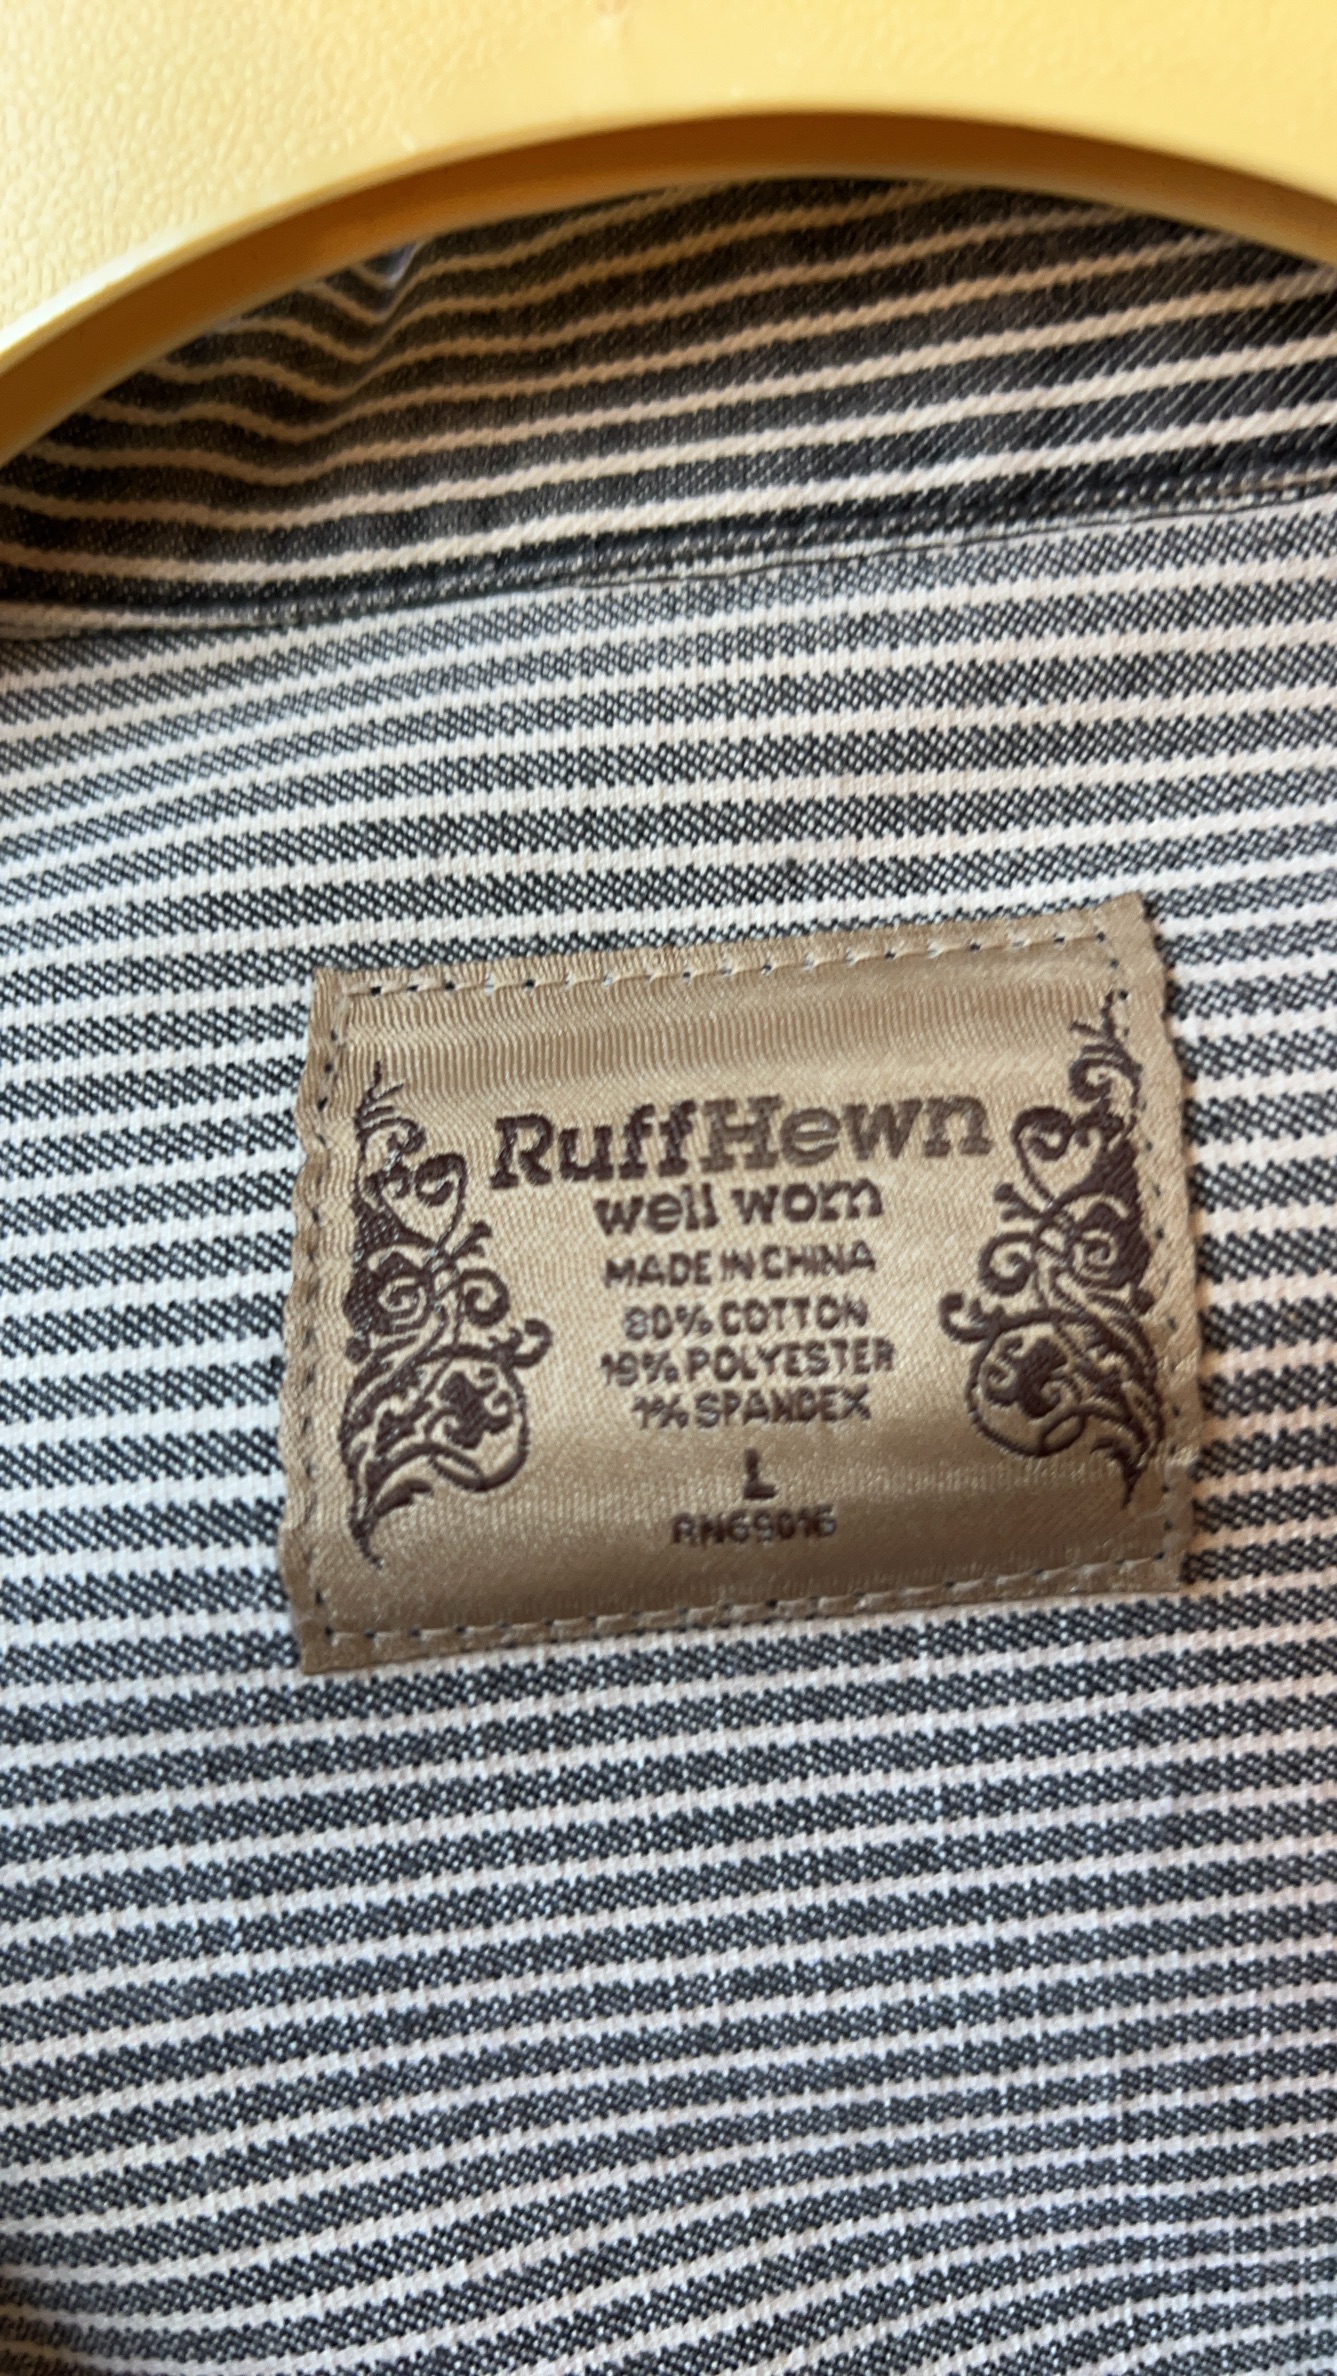 RuffHewn
well worn
MADE IN CHINA
80% COTTON
19% POLYESTER
1% SPANDEX
L
RN69016